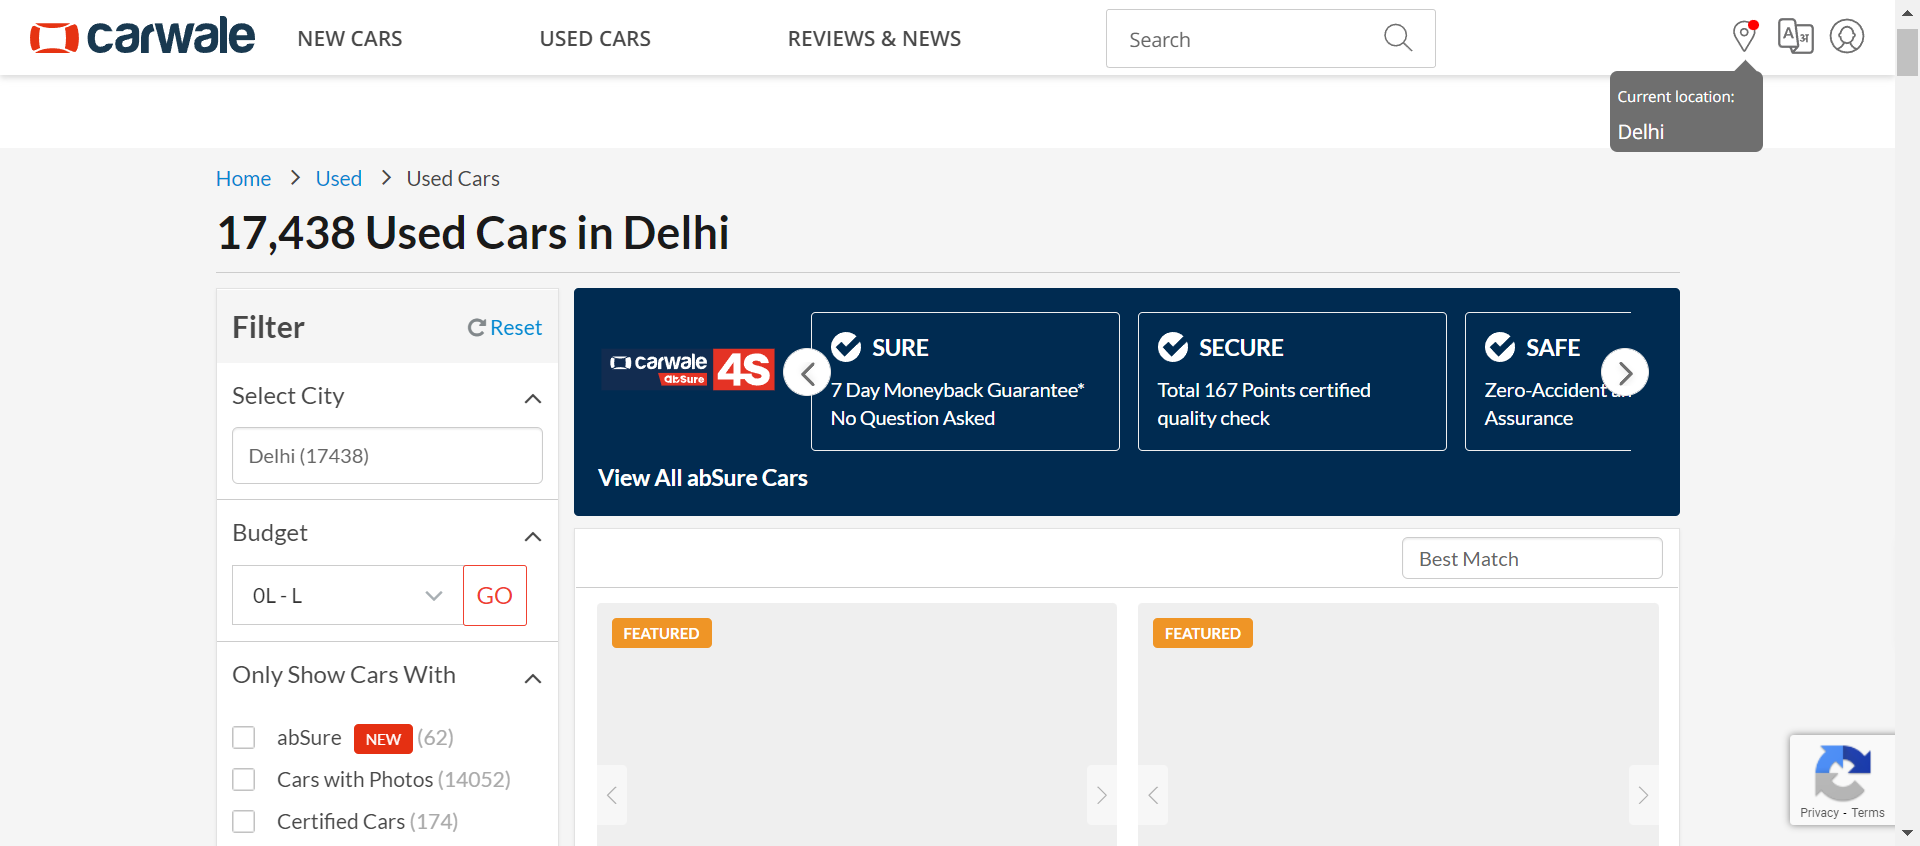 carwale
NEW CARS
USED CARS
REVIEWS & NEWS
Search
Current location:
Delhi
Home
Used
Used Cars
17,438 Used Cars in Delhi
Filter
Reset
Select City
Delhi (17438)
Budget
0L - L
GO
Only Show Cars With
abSure NEW (62)
Cars with Photos (14052)
Certified Cars (174)
carwale
abSure
4S
SURE
7 Day Moneyback Guarantee*
No Question Asked
SECURE
Total 167 Points certified
quality check
SAFE
Zero-Accident
Assurance
View All abSure Cars
Best Match
FEATURED
FEATURED
Privacy - Terms